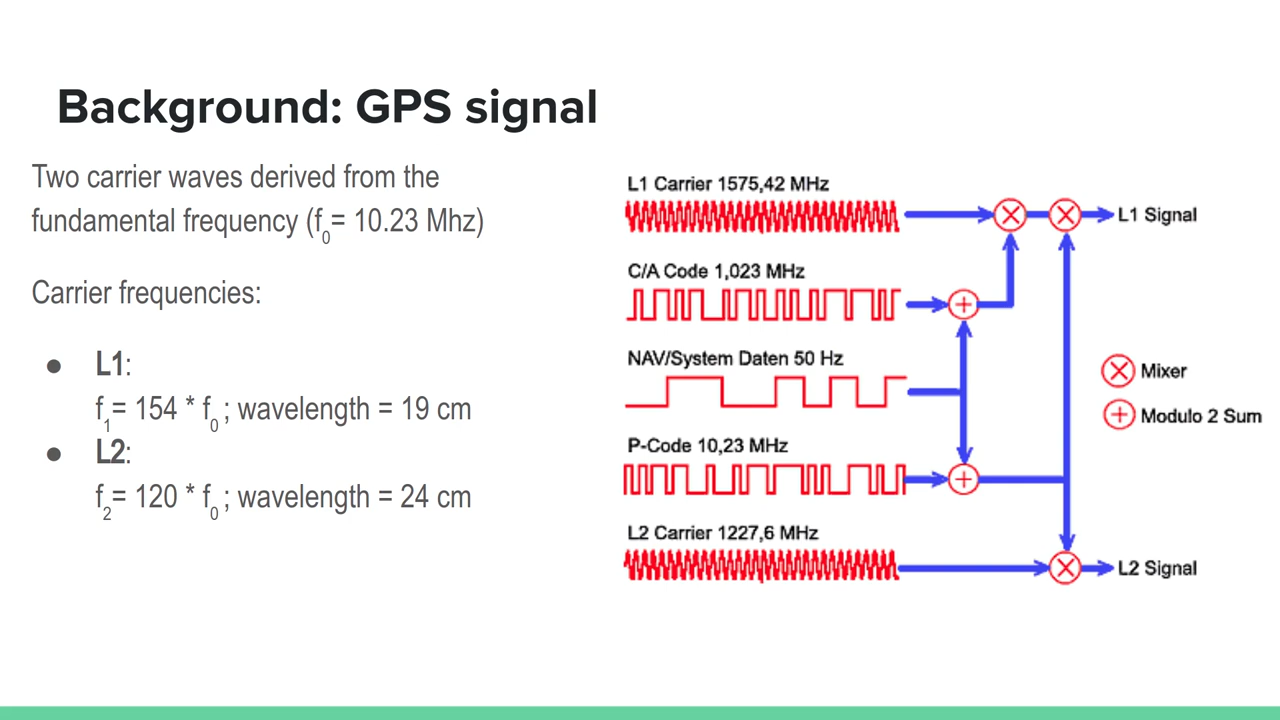 Background: GPS signal
Two carrier waves derived from the
fundamental frequency (f0= 10.23 Mhz)
Carrier frequencies:
● L1:
f1= 154 * f0 ; wavelength = 19 cm
● L2:
f2= 120 * f0 ; wavelength = 24 cm
L1 Carrier 1575,42 MHz
L1 Signal
C/A Code 1,023 MHz
NAV/System Daten 50 Hz
Mixer
Modulo 2 Sum
P-Code 10,23 MHz
L2 Carrier 1227,6 MHz
L2 Signal